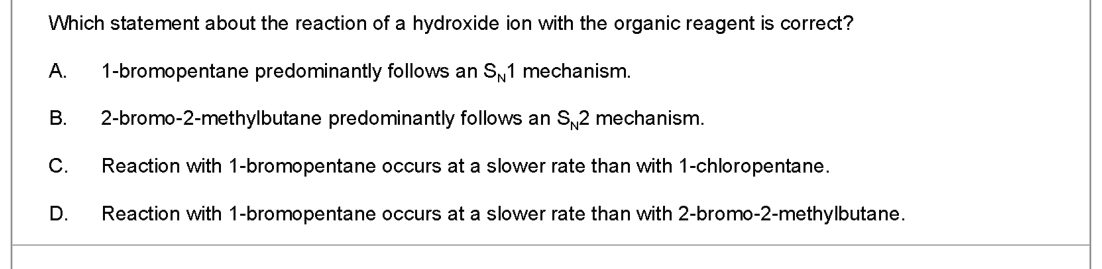 Which statement about the reaction of a hydroxide ion with the organic reagent is correct?
A. 1-bromopentane predominantly follows an SN1 mechanism.
B. 2-bromo-2-methylbutane predominantly follows an SN2 mechanism.
C. Reaction with 1-bromopentane occurs at a slower rate than with 1-chloropentane.
D. Reaction with 1-bromopentane occurs at a slower rate than with 2-bromo-2-methylbutane.